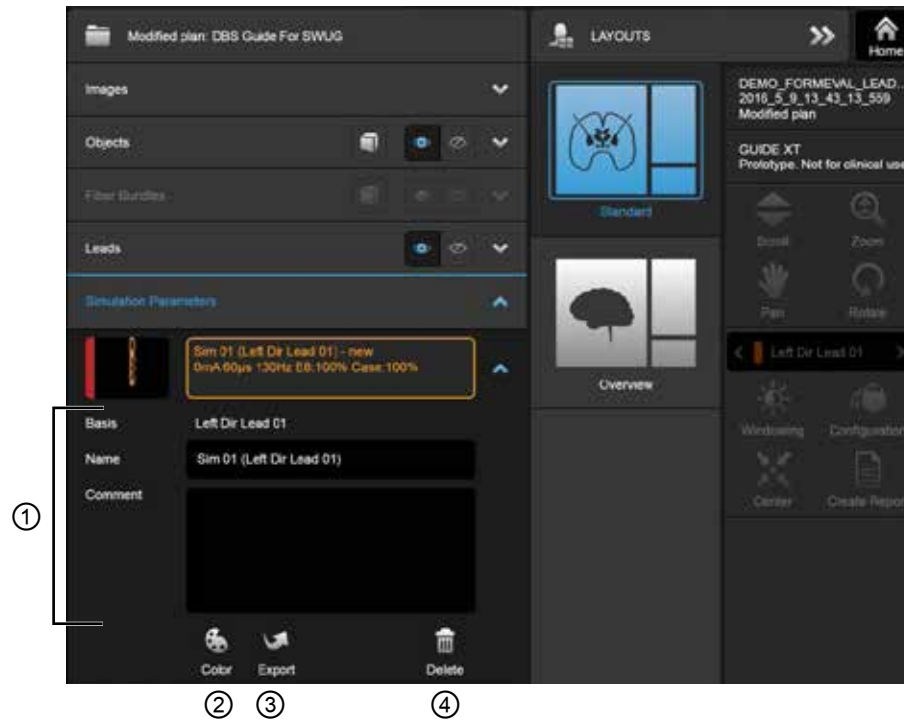 Modified plan: DBS Guide For SWUG
Images
Objects
Fiber Bundles
Leads
Simulation Parameters
Sim 01 (Left Dir Lead 01) - new
0mA 60µs 130Hz E8:100% Case:100%
Basis
Left Dir Lead 01
Name
Sim 01 (Left Dir Lead 01)
Comment
Color
Export
Delete
①
②
③
④
LAYOUTS
Standard
Overview
Home
DEMO_FORMEVAL_LEAD...
2016_5_9_13_43_13_559
Modified plan
GUIDE XT
Prototype. Not for clinical use
Scroll
Zoom
Pan
Rotate
Left Dir Lead 01
Windowing
Configuration
Center
Create Repor